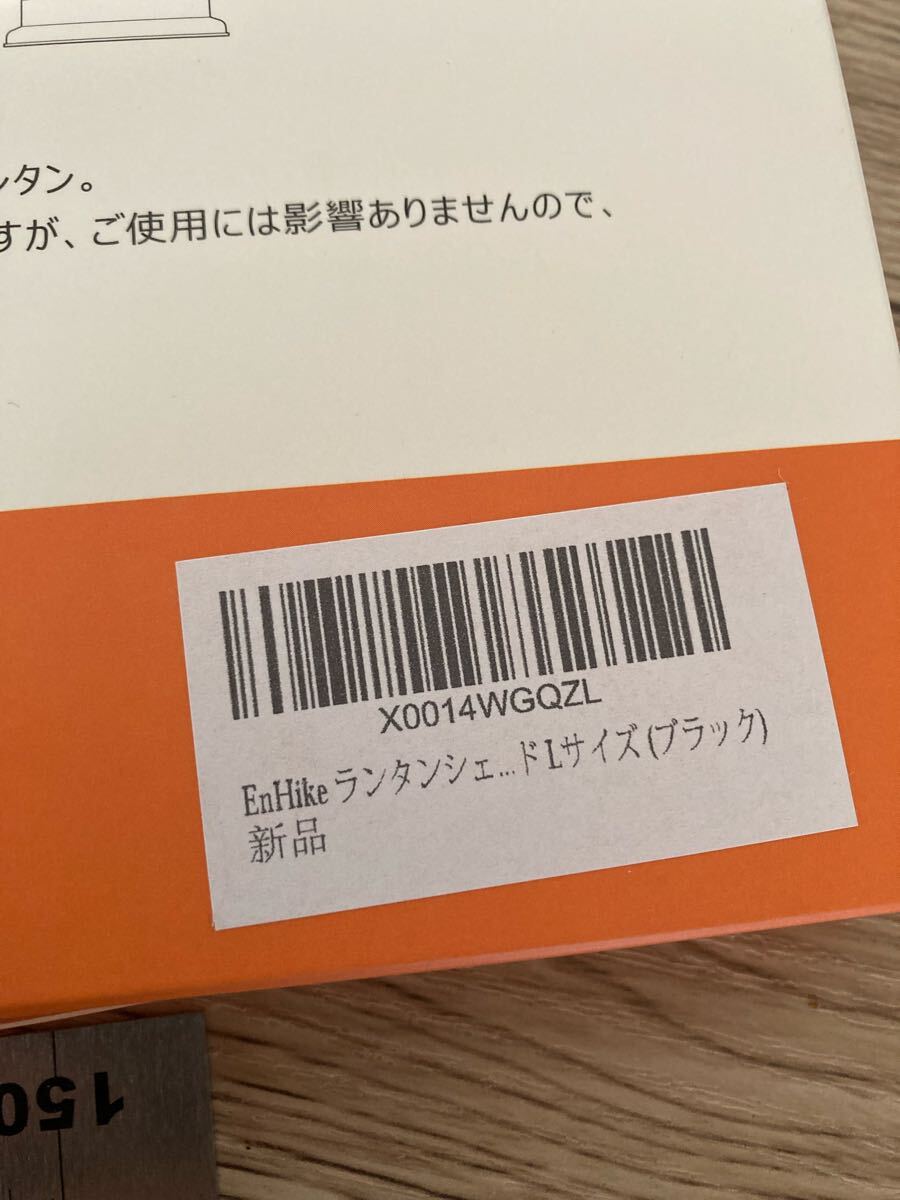 ンタン。
すが、ご使用には影響ありませんので、
X0014WGQZL
EnHike ランタンシェ...ド Lサイズ (ブラック)
新品
150